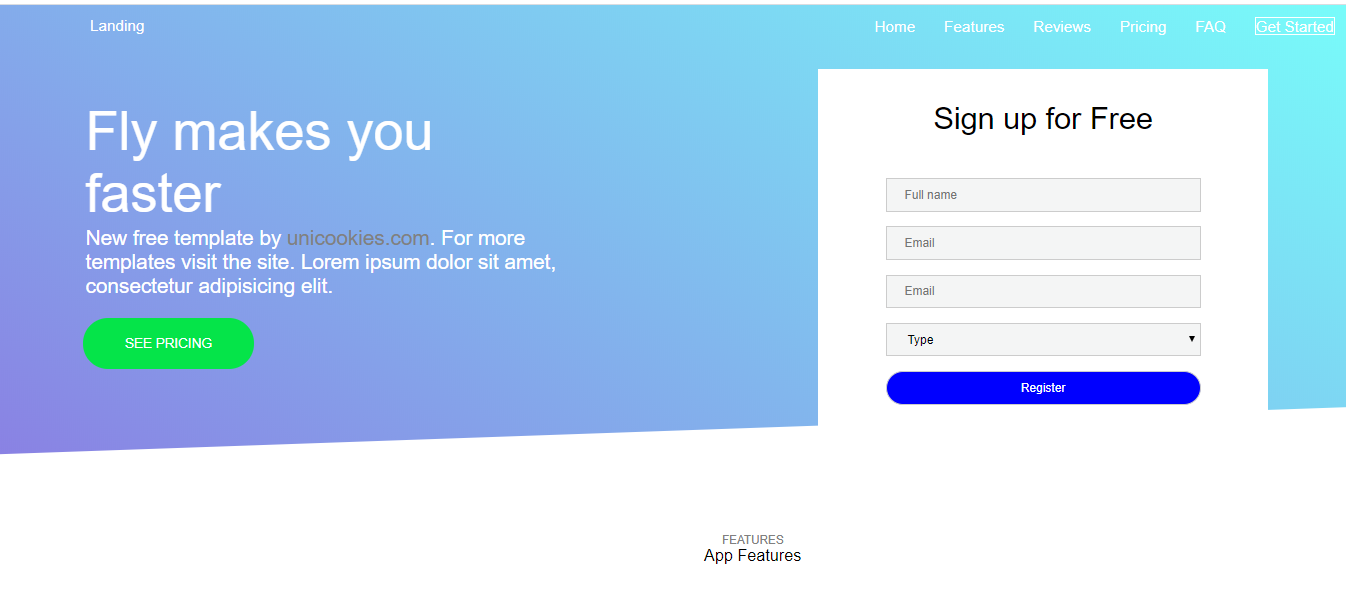 Landing
Home Features Reviews Pricing FAQ Get Started
Fly makes you
faster
New free template by unicookies.com. For more
templates visit the site. Lorem ipsum dolor sit amet,
consectetur adipisicing elit.
SEE PRICING
Sign up for Free
Full name
Email
Email
Type
Register
FEATURES
App Features